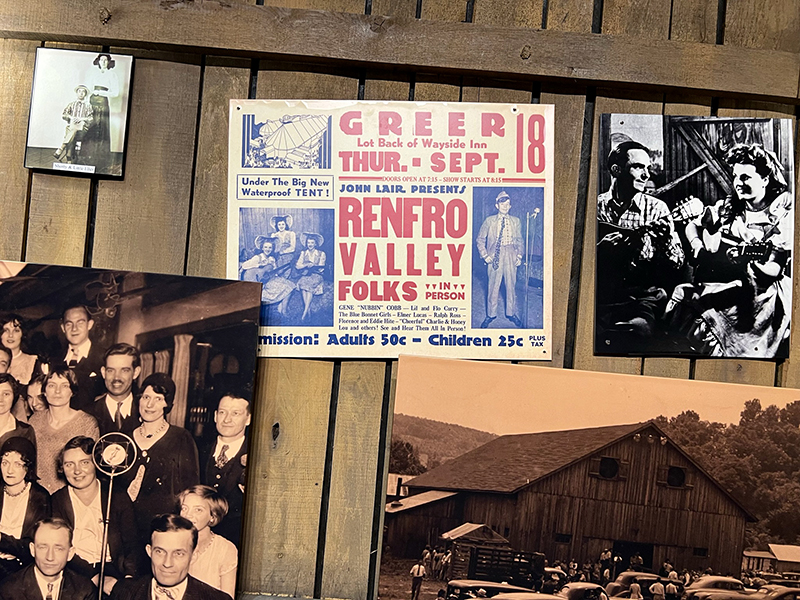 GREER
18
Lot Back of Wayside Inn
THUR. - SEPT.
DOORS OPEN AT 7:15 - SHOW STARTS AT 8:15
Under The Big New
Waterproof TENT!
JOHN LAIR PRESENTS
RENFRO
VALLEY
FOLKS
IN
PERSON
GENE "NUBBIN" COBB — Lil and Flo Curry —
The Blue Bonnet Girls — Elmer Lucas — Ralph Ross
Florence and Eddie Hite — "Cheerful" Charlie & Honey
Lou and others! See and Hear Them All In Person!
mission: Adults 50c - Children 25c
PLUS
TAX